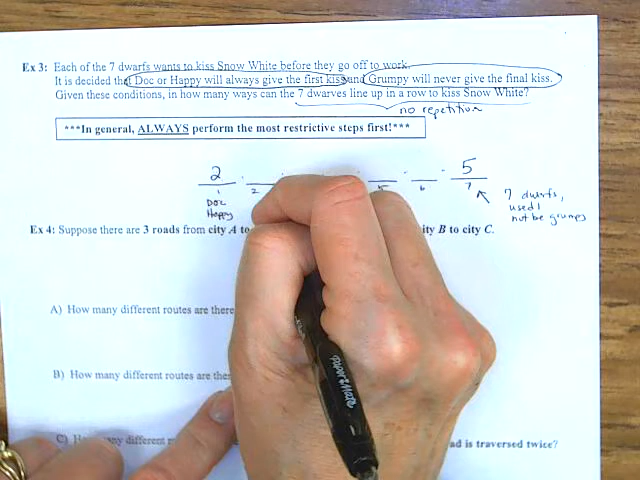 Ex 3: Each of the 7 dwarfs wants to kiss Snow White before they go off to work.
It is decided that Doc or Happy will always give the first kiss and Grumpy will never give the final kiss.
Given these conditions, in how many ways can the 7 dwarves line up in a row to kiss Snow White?
no repetition
***In general, ALWAYS perform the most restrictive steps first!***
2 5
1 2 5 6 7
Doc
Happy
7 dwarfs,
used 1
not be grumpy
Ex 4: Suppose there are 3 roads from city A to ity B to city C.
A) How many different routes are there
B) How many different routes are ther
C) any different ad is traversed twice?
PaperMate